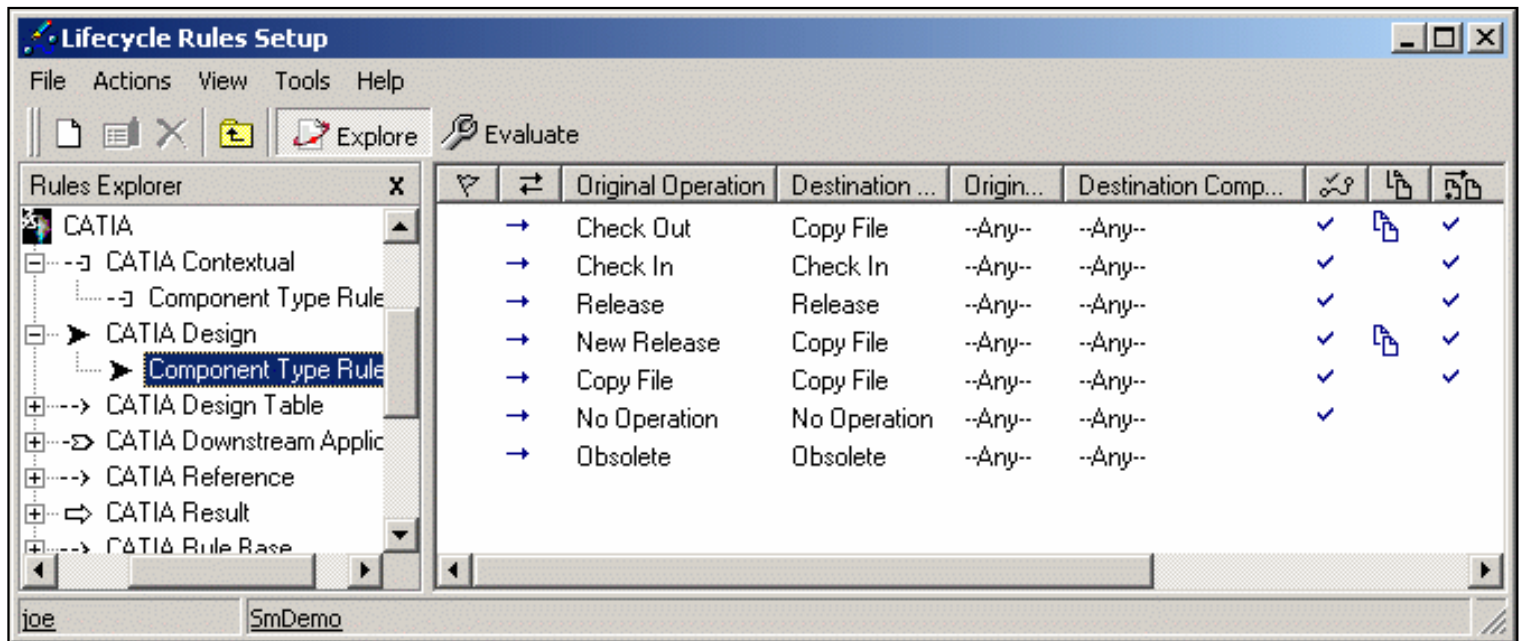 Lifecycle Rules Setup
File Actions View Tools Help
Explore Evaluate
Rules Explorer x
Original Operation Destination ... Origin... Destination Comp...
CATIA
CATIA Contextual
Component Type Rule
CATIA Design
Component Type Rule
CATIA Design Table
CATIA Downstream Applic
CATIA Reference
CATIA Result
CATIA Rule Base
Check Out Copy File --Any-- --Any--
Check In Check In --Any-- --Any--
Release Release --Any-- --Any--
New Release Copy File --Any-- --Any--
Copy File Copy File --Any-- --Any--
No Operation No Operation --Any-- --Any--
Obsolete Obsolete --Any-- --Any--
joe SmDemo